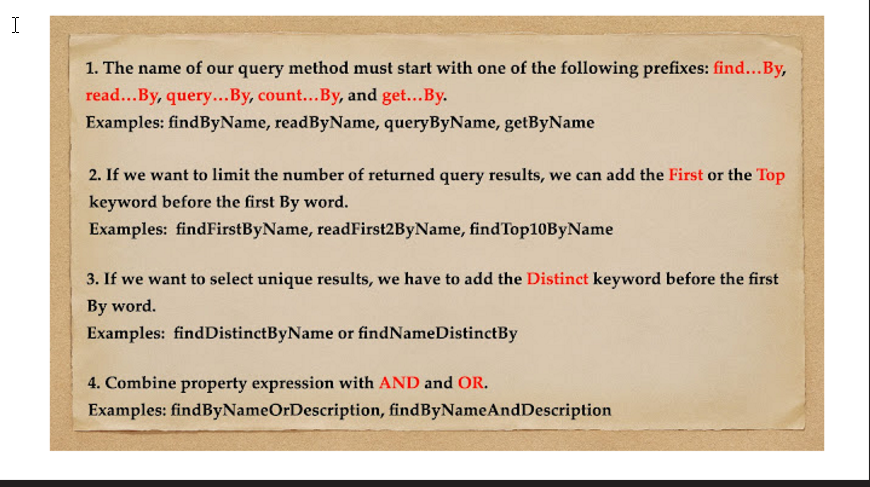 1. The name of our query method must start with one of the following prefixes: find…By,
read…By, query…By, count…By, and get…By.
Examples: findByName, readByName, queryByName, getByName
2. If we want to limit the number of returned query results, we can add the First or the Top
keyword before the first By word.
Examples:  findFirstByName, readFirst2ByName, findTop10ByName
3. If we want to select unique results, we have to add the Distinct keyword before the first
By word.
Examples:  findDistinctByName or findNameDistinctBy
4. Combine property expression with AND and OR.
Examples: findByNameOrDescription, findByNameAndDescription